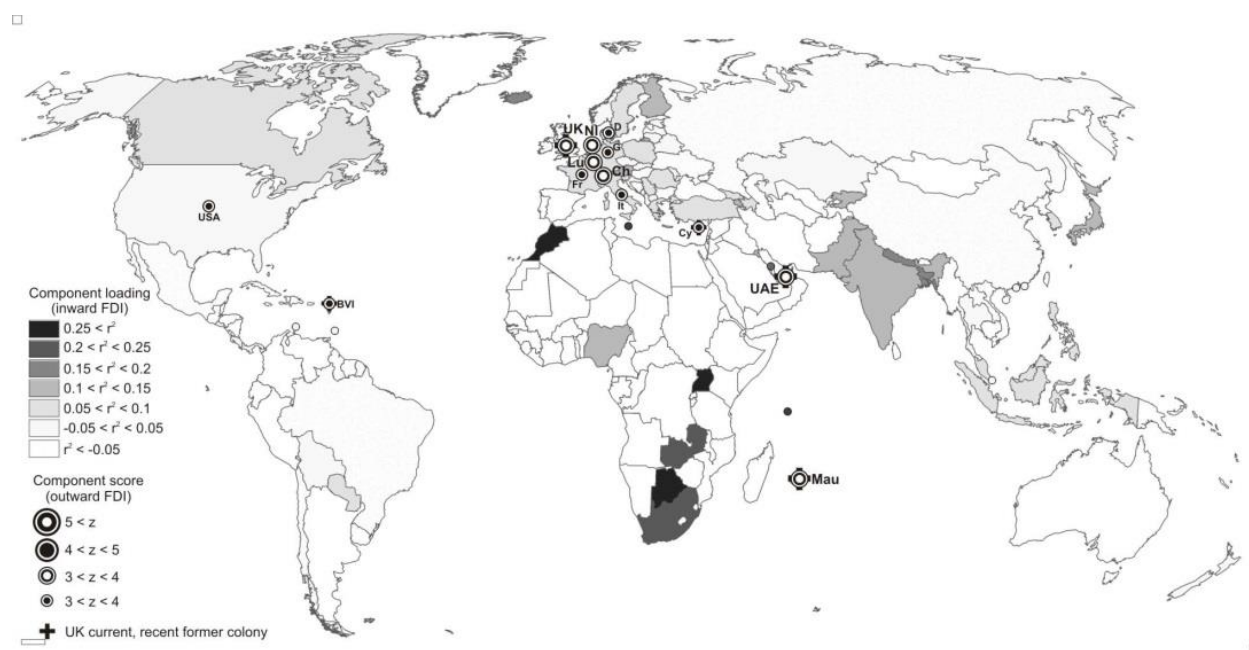 UK NI D
G
Lu
Fr Ch
It
USA
Cy
UAE
BVI
Mau
Component loading
(inward FDI)
0.25 < r²
0.2 < r² < 0.25
0.15 < r² < 0.2
0.1 < r² < 0.15
0.05 < r² < 0.1
-0.05 < r² < 0.05
r² < -0.05
Component score
(outward FDI)
5 < z
4 < z < 5
3 < z < 4
3 < z < 4
UK current, recent former colony